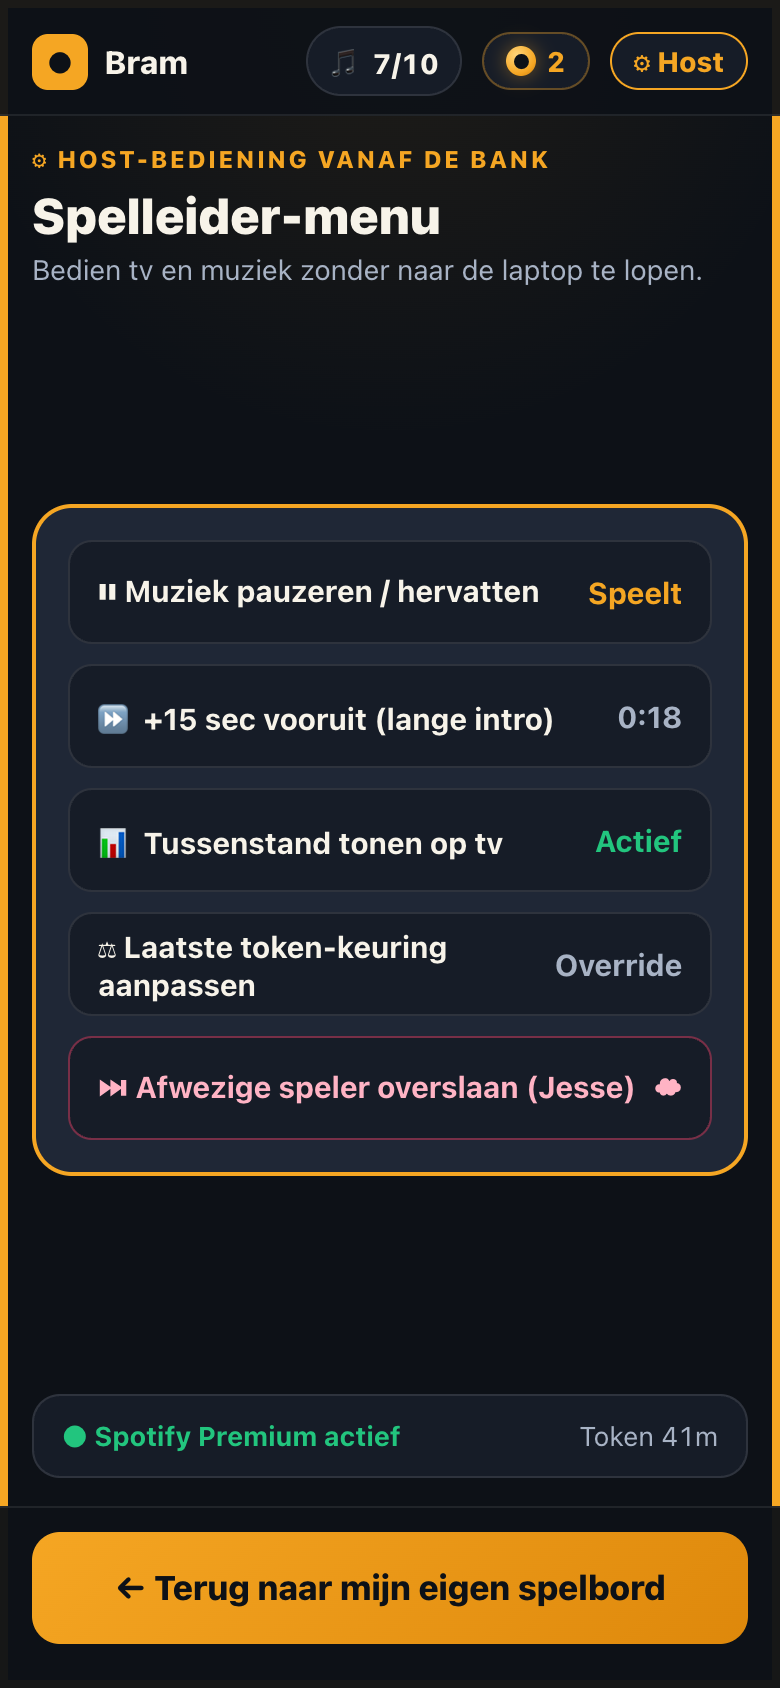 Bram
🎵 7/10
2
⚙ Host
⚙ HOST-BEDIENING VANAF DE BANK
Spelleider-menu
Bedien tv en muziek zonder naar de laptop te lopen.
⏸ Muziek pauzeren / hervatten
Speelt
⏩ +15 sec vooruit (lange intro)
0:18
📊 Tussenstand tonen op tv
Actief
⚖ Laatste token-keuring
aanpassen
Override
⏭ Afwezige speler overslaan (Jesse)
Spotify Premium actief
Token 41m
← Terug naar mijn eigen spelbord